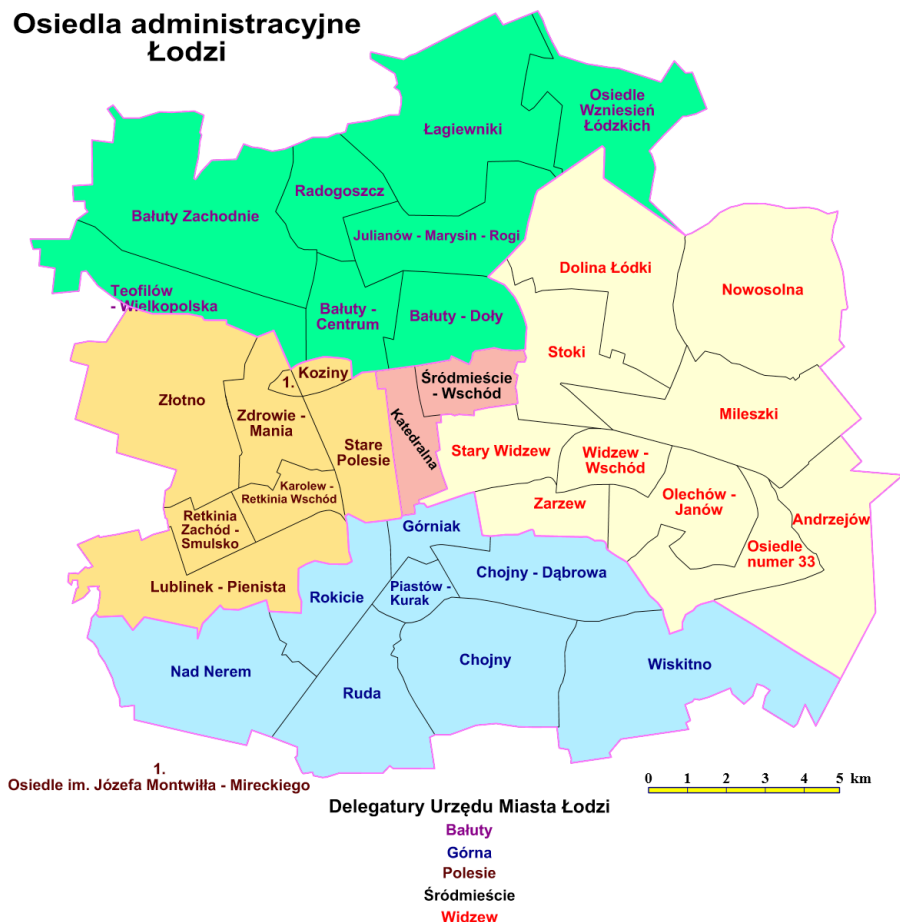 Osiedla administracyjne
Łodzi
Osiedle
Wzniesień
Łódzkich
Łagiewniki
Radogoszcz
Bałuty Zachodnie
Julianów - Marysin - Rogi
Dolina Łódki
Nowosolna
Teofilów
- Wielkopolska
Bałuty -
Centrum
Bałuty - Doły
Stoki
Koziny
1.
Śródmieście
- Wschód
Złotno
Zdrowie -
Mania
Katedralna
Mileszki
Stare
Polesie
Stary Widzew
Widzew -
Wschód
Karolew -
Retkinia Wschód
Olechów -
Janów
Zarzew
Retkinia
Zachód -
Smulsko
Górniak
Andrzejów
Osiedle
numer 33
Lublinek - Pienista
Rokicie
Piastów -
Kurak
Chojny - Dąbrowa
Nad Nerem
Ruda
Chojny
Wiskitno
1.
Osiedle im. Józefa Montwiłła - Mireckiego
0 1 2 3 4 5 km
Delegatury Urzędu Miasta Łodzi
Bałuty
Górna
Polesie
Śródmieście
Widzew